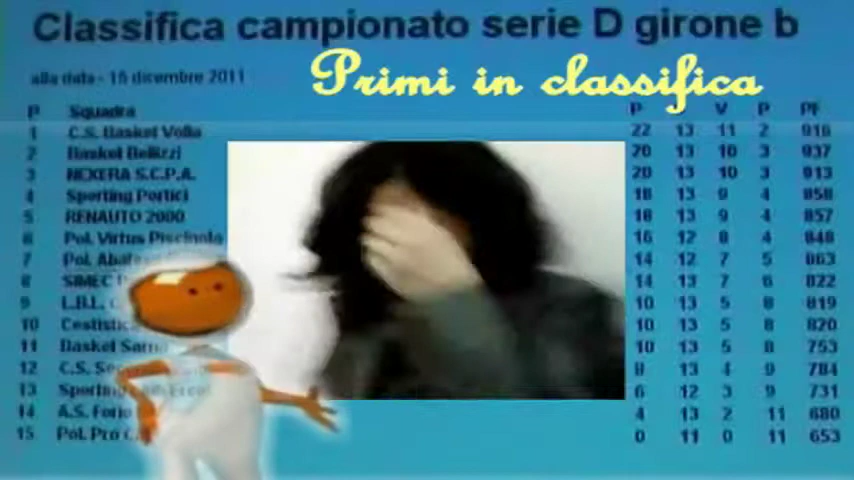 Classifica campionato serie D girone b
Primi in classifica
alla data - 15 dicembre 2011
P Squadra P V P PF
1 C.S. Basket Volla 22 13 11 2 916
2 Basket Bellizzi 20 13 10 3 937
3 NEXERA S.C.P.A. 20 13 10 3 913
4 Sporting Portici 18 13 9 4 858
5 RENAUTO 2000 18 13 9 4 857
6 Pol. Virtus Piscinola 16 12 8 4 848
7 Pol. 14 12 7 5 863
8 SIMEC 14 13 7 6 822
9 L.B.L. 10 13 5 8 819
10 Cestistica 10 13 5 8 820
11 Basket 10 13 5 8 753
12 C.S. 8 13 4 9 784
13 Sporting 6 12 3 9 731
14 A.S. Forio 4 13 2 11 680
15 Pol. Pro 0 11 0 11 653